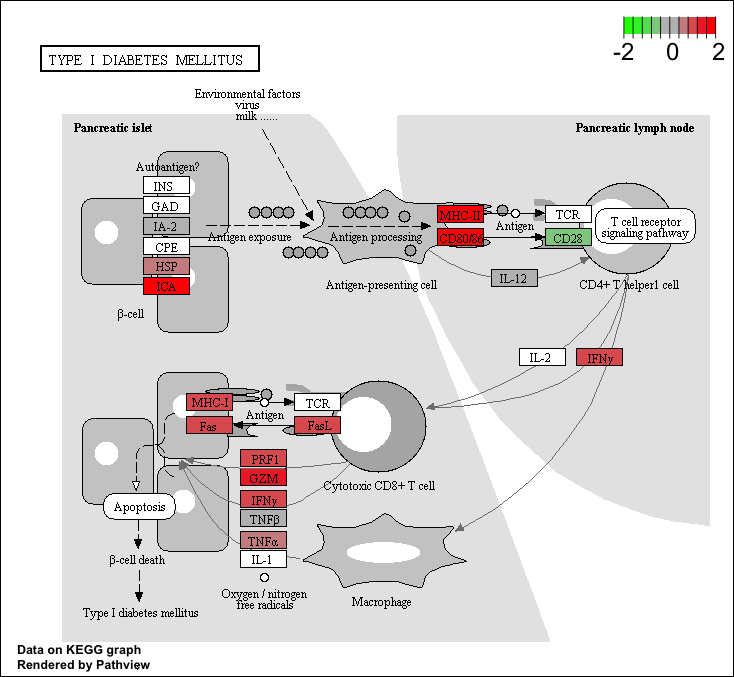 -2 0 2
TYPE I DIABETES MELLITUS
Environmental factors
virus
milk ......
Pancreatic islet
Pancreatic lymph node
Autoantigen?
INS
GAD
IA-2
CPE
HSP
ICA
β-cell
Antigen exposure
Antigen processing
Antigen-presenting cell
MHC-II
CD80/86
Antigen
TCR
CD28
T cell receptor
signaling pathway
IL-12
CD4+ T helper1 cell
IL-2
IFNγ
MHC-I
Fas
Antigen
TCR
FasL
PRF1
GZM
IFNγ
TNFβ
TNFα
IL-1
Cytotoxic CD8+ T cell
Apoptosis
β-cell death
Type I diabetes mellitus
Oxygen / nitrogen
free radicals
Macrophage
Data on KEGG graph
Rendered by Pathview